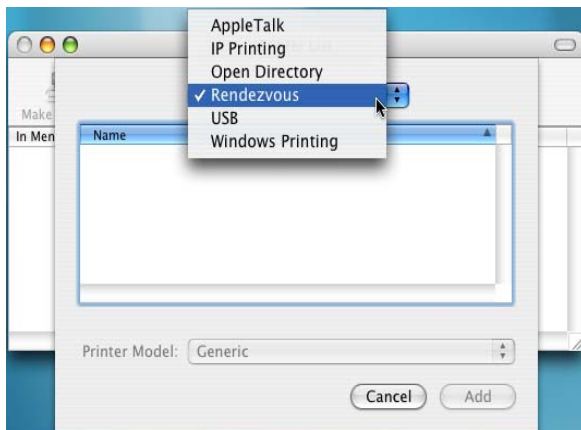 AppleTalk
IP Printing
Open Directory
✓ Rendezvous
USB
Windows Printing
Make
In Men
Name
Printer Model: Generic
Cancel Add